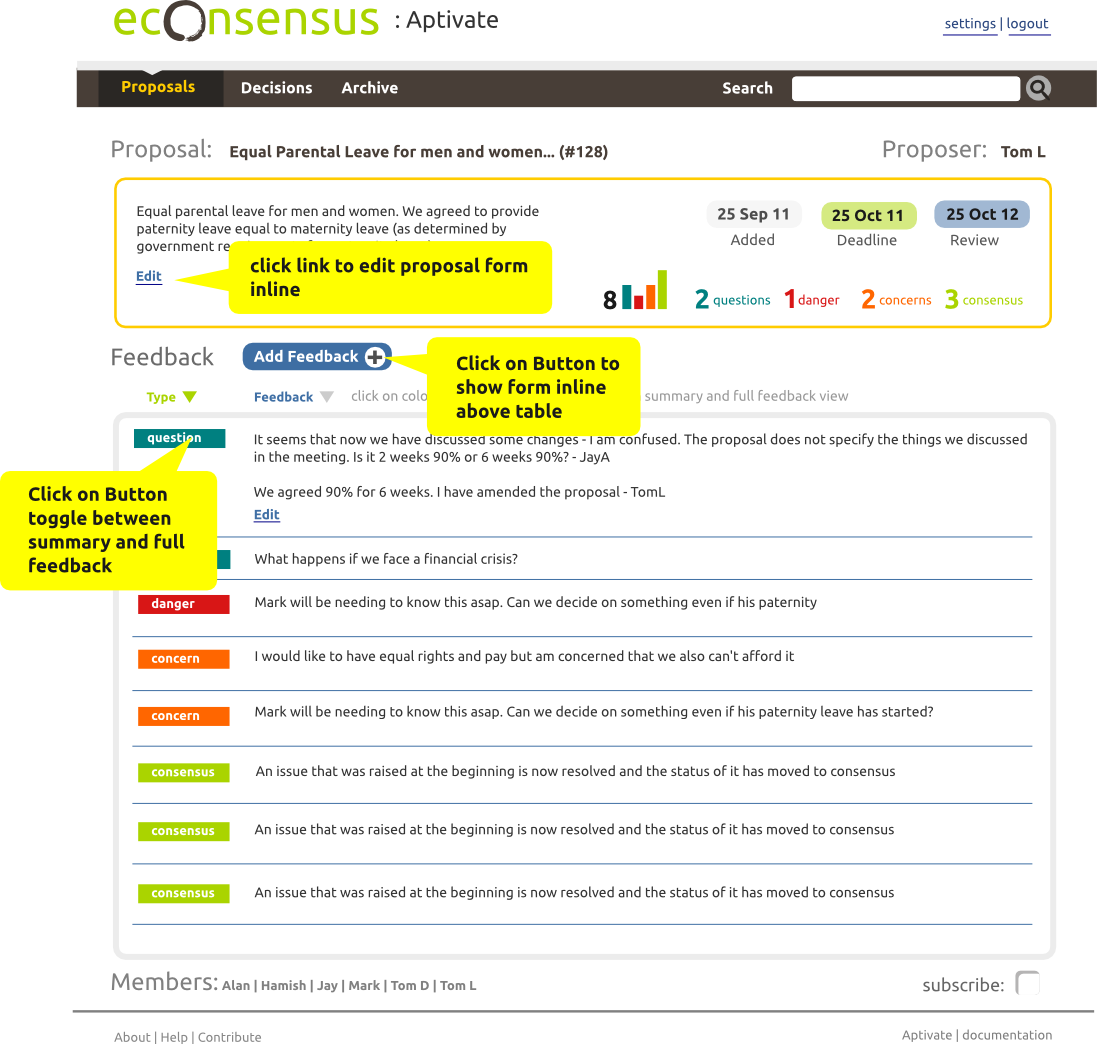 econsensus : Aptivate
settings | logout
Proposals Decisions Archive Search
Proposal: Equal Parental Leave for men and women... (#128) Proposer: Tom L
Equal parental leave for men and women. We agreed to provide
paternity leave equal to maternity leave (as determined by
government
Edit
click link to edit proposal form
inline
25 Sep 11 25 Oct 11 25 Oct 12
Added Deadline Review
8 2 questions 1 danger 2 concerns 3 consensus
Feedback Add Feedback +
Click on Button to
show form inline
above table
Type Feedback click on summary and full feedback view
question It seems that now we have discussed some changes - I am confused. The proposal does not specify the things we discussed
in the meeting. Is it 2 weeks 90% or 6 weeks 90%? - JayA
We agreed 90% for 6 weeks. I have amended the proposal - TomL
Edit
Click on Button
toggle between
summary and full
feedback
What happens if we face a financial crisis?
danger Mark will be needing to know this asap. Can we decide on something even if his paternity
concern I would like to have equal rights and pay but am concerned that we also can't afford it
concern Mark will be needing to know this asap. Can we decide on something even if his paternity leave has started?
consensus An issue that was raised at the beginning is now resolved and the status of it has moved to consensus
consensus An issue that was raised at the beginning is now resolved and the status of it has moved to consensus
consensus An issue that was raised at the beginning is now resolved and the status of it has moved to consensus
Members: Alan | Hamish | Jay | Mark | Tom D | Tom L subscribe:
About | Help | Contribute Aptivate | documentation